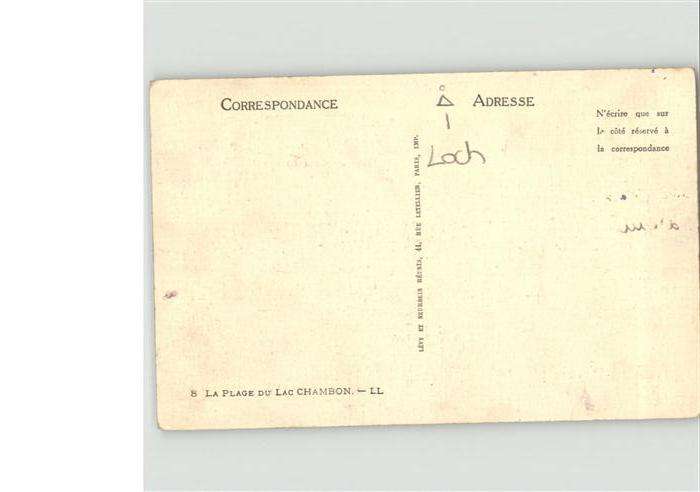 CORRESPONDANCE
ADRESSE
N'écrire que sur
le côté réservé à
la correspondance
Loch
LÉVY ET NEURDEIN RÉUNIS, 44, RUE LETELLIER, PARIS, IMP.
8 LA PLAGE DU LAC CHAMBON. — LL